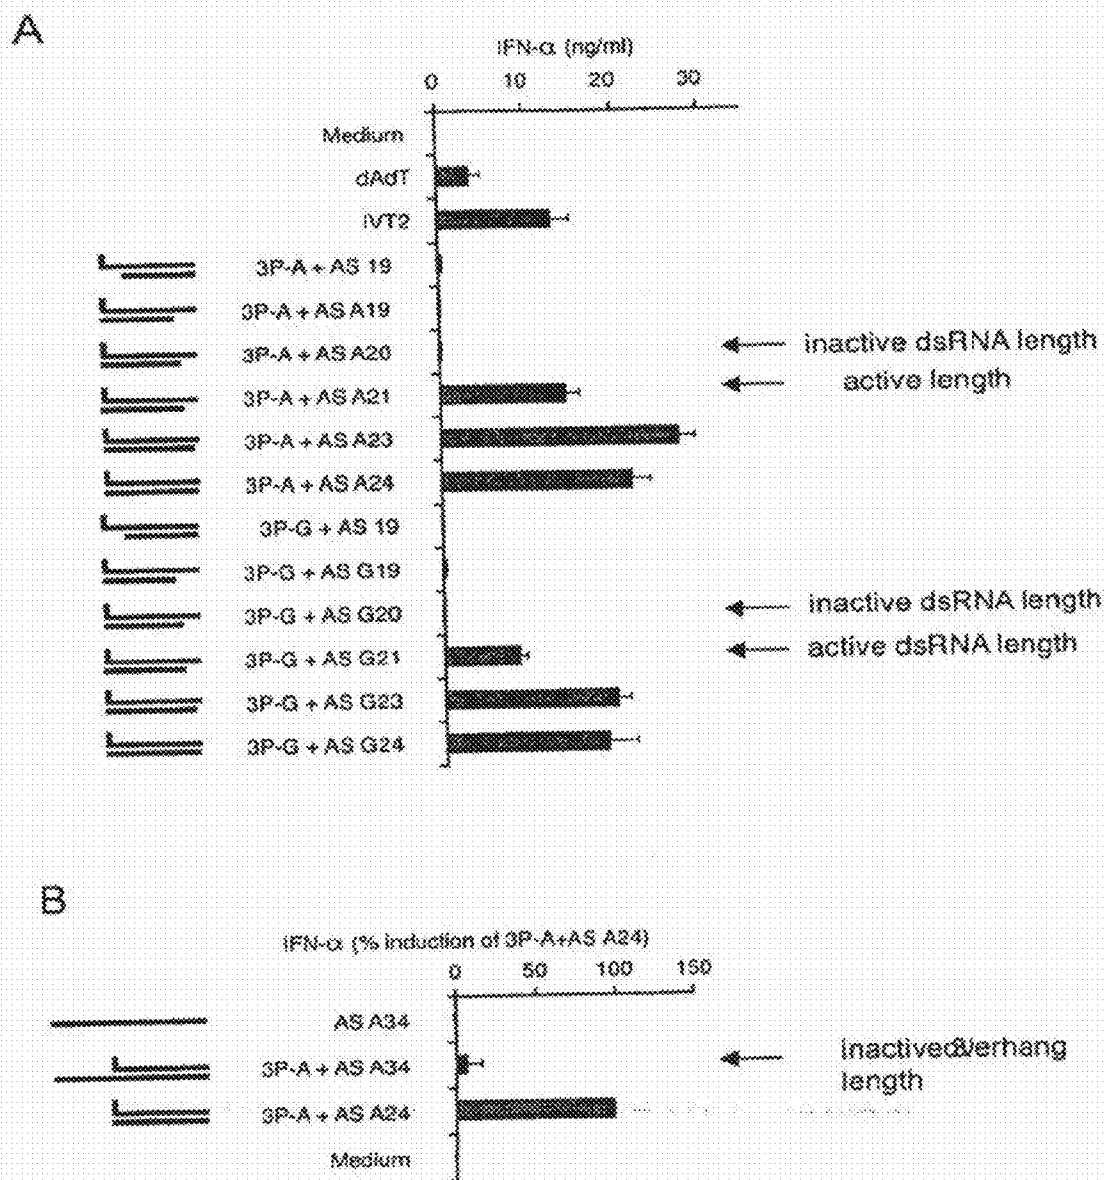 A
IFN-α (ng/ml)
0 10 20 30
Medium
dAdT
IVT2
3P-A + AS 19
3P-A + AS A19
3P-A + AS A20
inactive dsRNA length
3P-A + AS A21
active length
3P-A + AS A23
3P-A + AS A24
3P-G + AS 19
3P-G + AS G19
3P-G + AS G20
inactive dsRNA length
3P-G + AS G21
active dsRNA length
3P-G + AS G23
3P-G + AS G24
B
IFN-α (% induction of 3P-A+AS A24)
0 50 100 150
AS A34
3P-A + AS A34
length
3P-A + AS A24
Medium